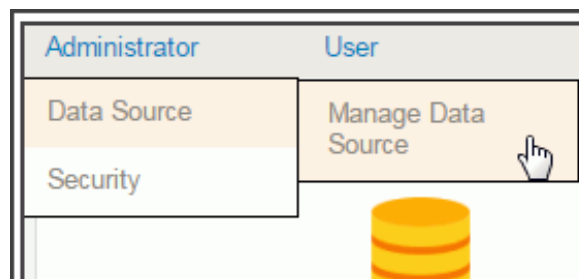 Administrator
User
Data Source
Manage Data
Source
Security